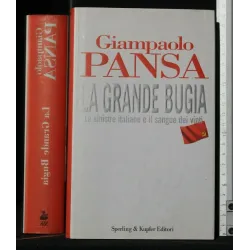 PANSA
Giampaolo
La Grande Bugia
Giampaolo
PANSA
LA GRANDE BUGIA
Le sinistre italiane e il sangue dei vinti
Sperling & Kupfer Editori